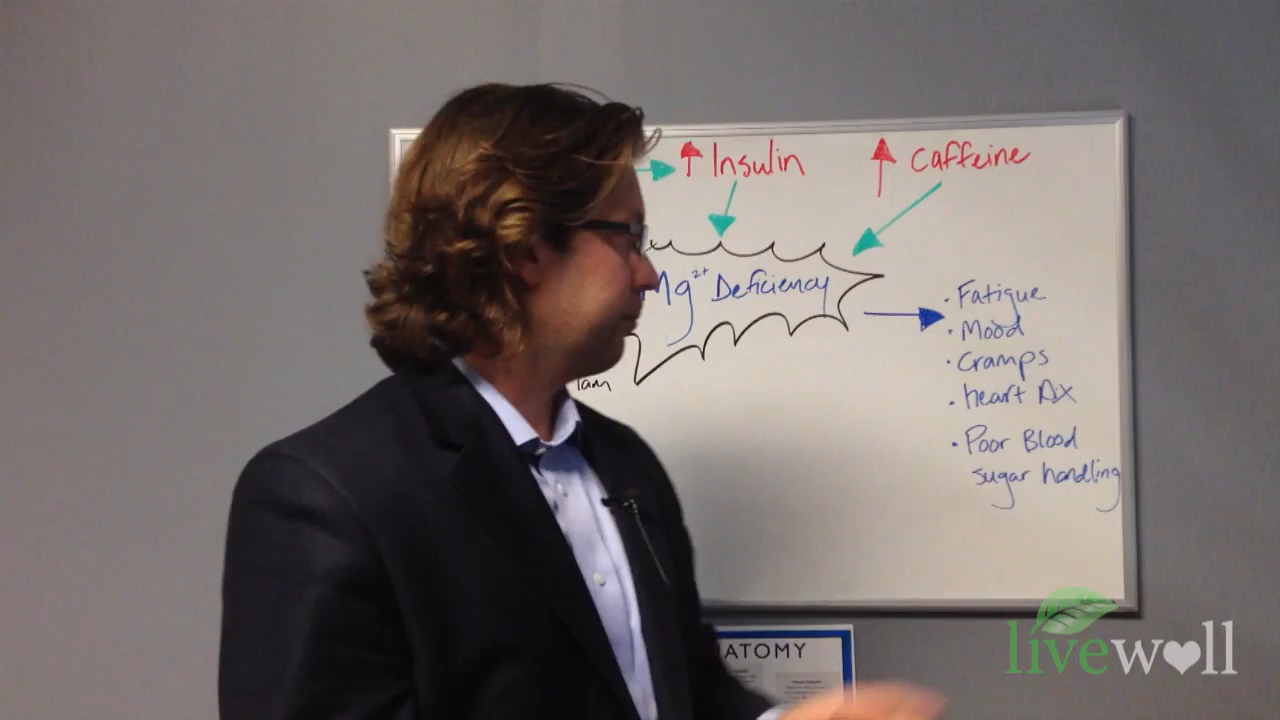 ↑ Insulin
↑ Caffeine
Mg²⁺ Deficiency
• Fatigue
• Mood
• Cramps
• heart Dx
• Poor Blood
sugar handling
ATOMY
livewell